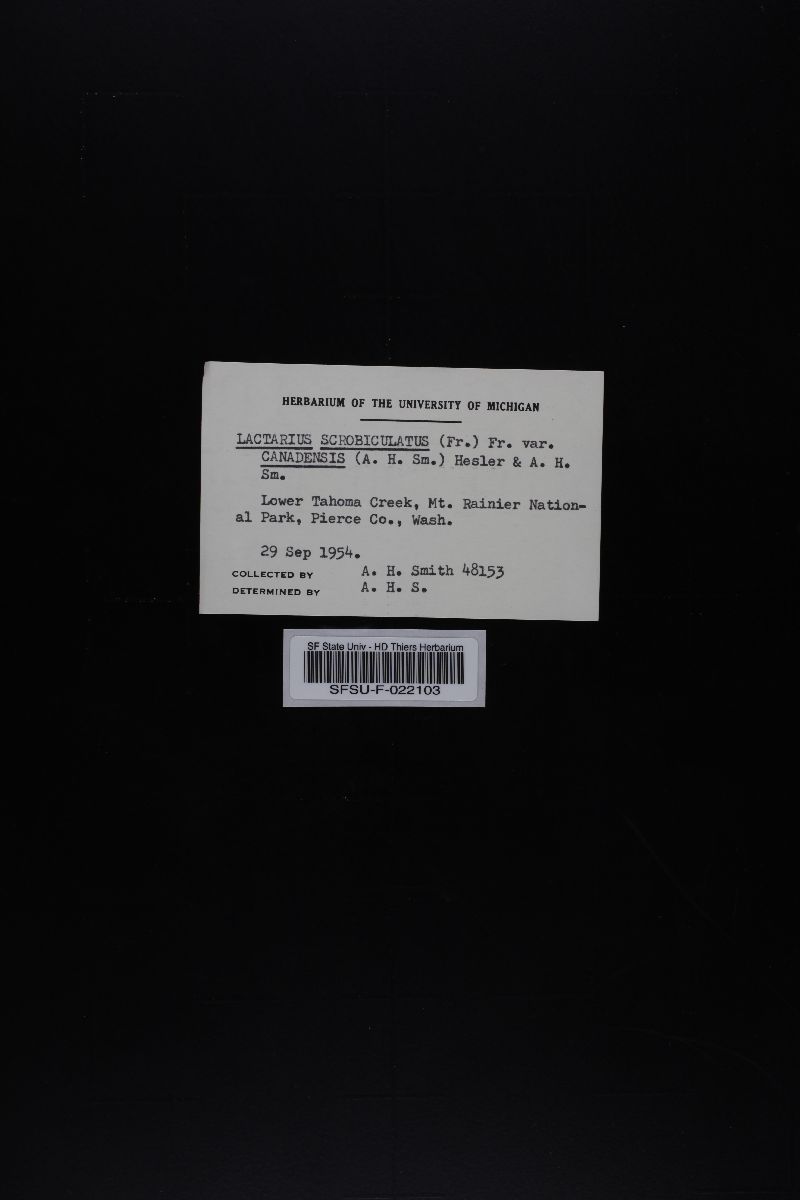 HERBARIUM OF THE UNIVERSITY OF MICHIGAN
LACTARIUS SCROBICULATUS (Fr.) Fr. var.
CANADENSIS (A. H. Sm.) Hesler & A. H.
Sm.
Lower Tahoma Creek, Mt. Rainier Nation-
al Park, Pierce Co., Wash.
29 Sep 1954.
COLLECTED BY A. H. Smith 48153
DETERMINED BY A. H. S.
SF State Univ - HD Thiers Herbarium
SFSU-F-022103